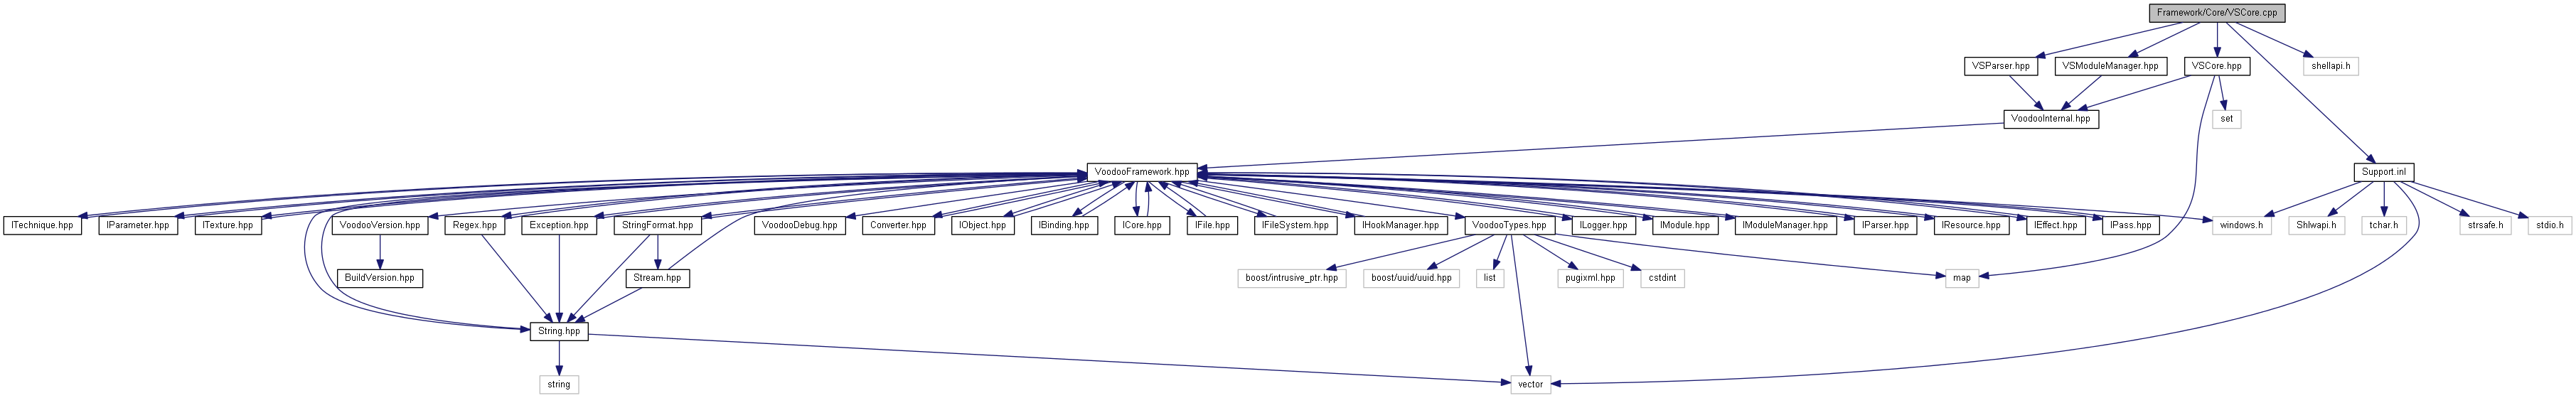 Framework/Core/VSCore.cpp
VSParser.hpp
VSModuleManager.hpp
VSCore.hpp
shellapi.h
VoodooInternal.hpp
set
VoodooFramework.hpp
Support.inl
ITechnique.hpp
IParameter.hpp
ITexture.hpp
VoodooVersion.hpp
Regex.hpp
Exception.hpp
StringFormat.hpp
VoodooDebug.hpp
Converter.hpp
IObject.hpp
IBinding.hpp
ICore.hpp
IFile.hpp
IFileSystem.hpp
IHookManager.hpp
VoodooTypes.hpp
ILogger.hpp
IModule.hpp
IModuleManager.hpp
IParser.hpp
IResource.hpp
IEffect.hpp
IPass.hpp
windows.h
Shlwapi.h
tchar.h
strsafe.h
stdio.h
BuildVersion.hpp
Stream.hpp
boost/intrusive_ptr.hpp
boost/uuid/uuid.hpp
list
pugixml.hpp
cstdint
map
String.hpp
string
vector